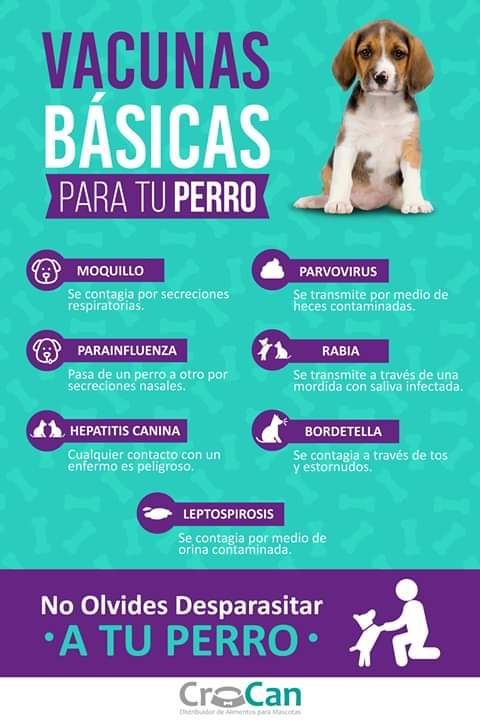 VACUNAS
BÁSICAS
PARA TU PERRO
MOQUILLO
Se contagia por secreciones
respiratorias.
PARVOVIRUS
Se transmite por medio de
heces contaminadas.
PARAINFLUENZA
Pasa de un perro a otro por
secreciones nasales.
RABIA
Se transmite a través de una
mordida con saliva infectada.
HEPATITIS CANINA
Cualquier contacto con un
enfermo es peligroso.
BORDETELLA
Se contagia a través de tos
y estornudos.
LEPTOSPIROSIS
Se contagia por medio de
orina contaminada.
No Olvides Desparasitar
• A TU PERRO •
CroCan
Distribuidor de Alimentos para Mascotas